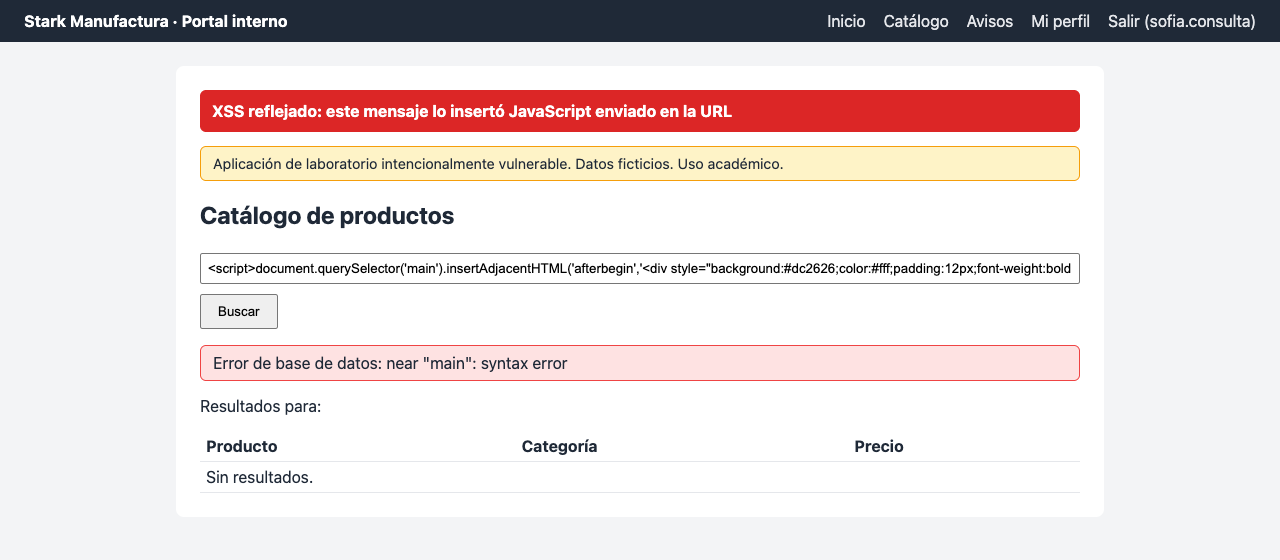 Stark Manufactura · Portal interno
Inicio Catálogo Avisos Mi perfil Salir (sofia.consulta)
XSS reflejado: este mensaje lo insertó JavaScript enviado en la URL
Aplicación de laboratorio intencionalmente vulnerable. Datos ficticios. Uso académico.
Catálogo de productos
<script>document.querySelector('main').insertAdjacentHTML('afterbegin','<div style="background:#dc2626;color:#fff;padding:12px;font-weight:bold
Buscar
Error de base de datos: near "main": syntax error
Resultados para:
Producto Categoría Precio
Sin resultados.